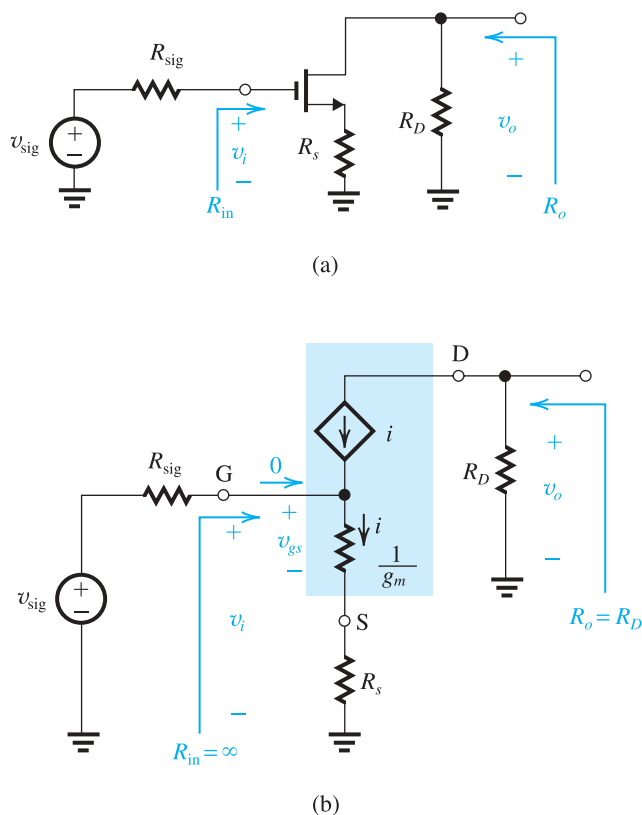 R_sig
v_sig
+
−
+
v_i
−
R_in
R_s
R_D
+
v_o
−
R_o
(a)
D
i
R_sig
G
0
+
v_gs
−
i
1/g_m
R_D
+
v_o
−
R_o = R_D
v_sig
+
−
+
v_i
−
S
R_s
R_in = ∞
(b)